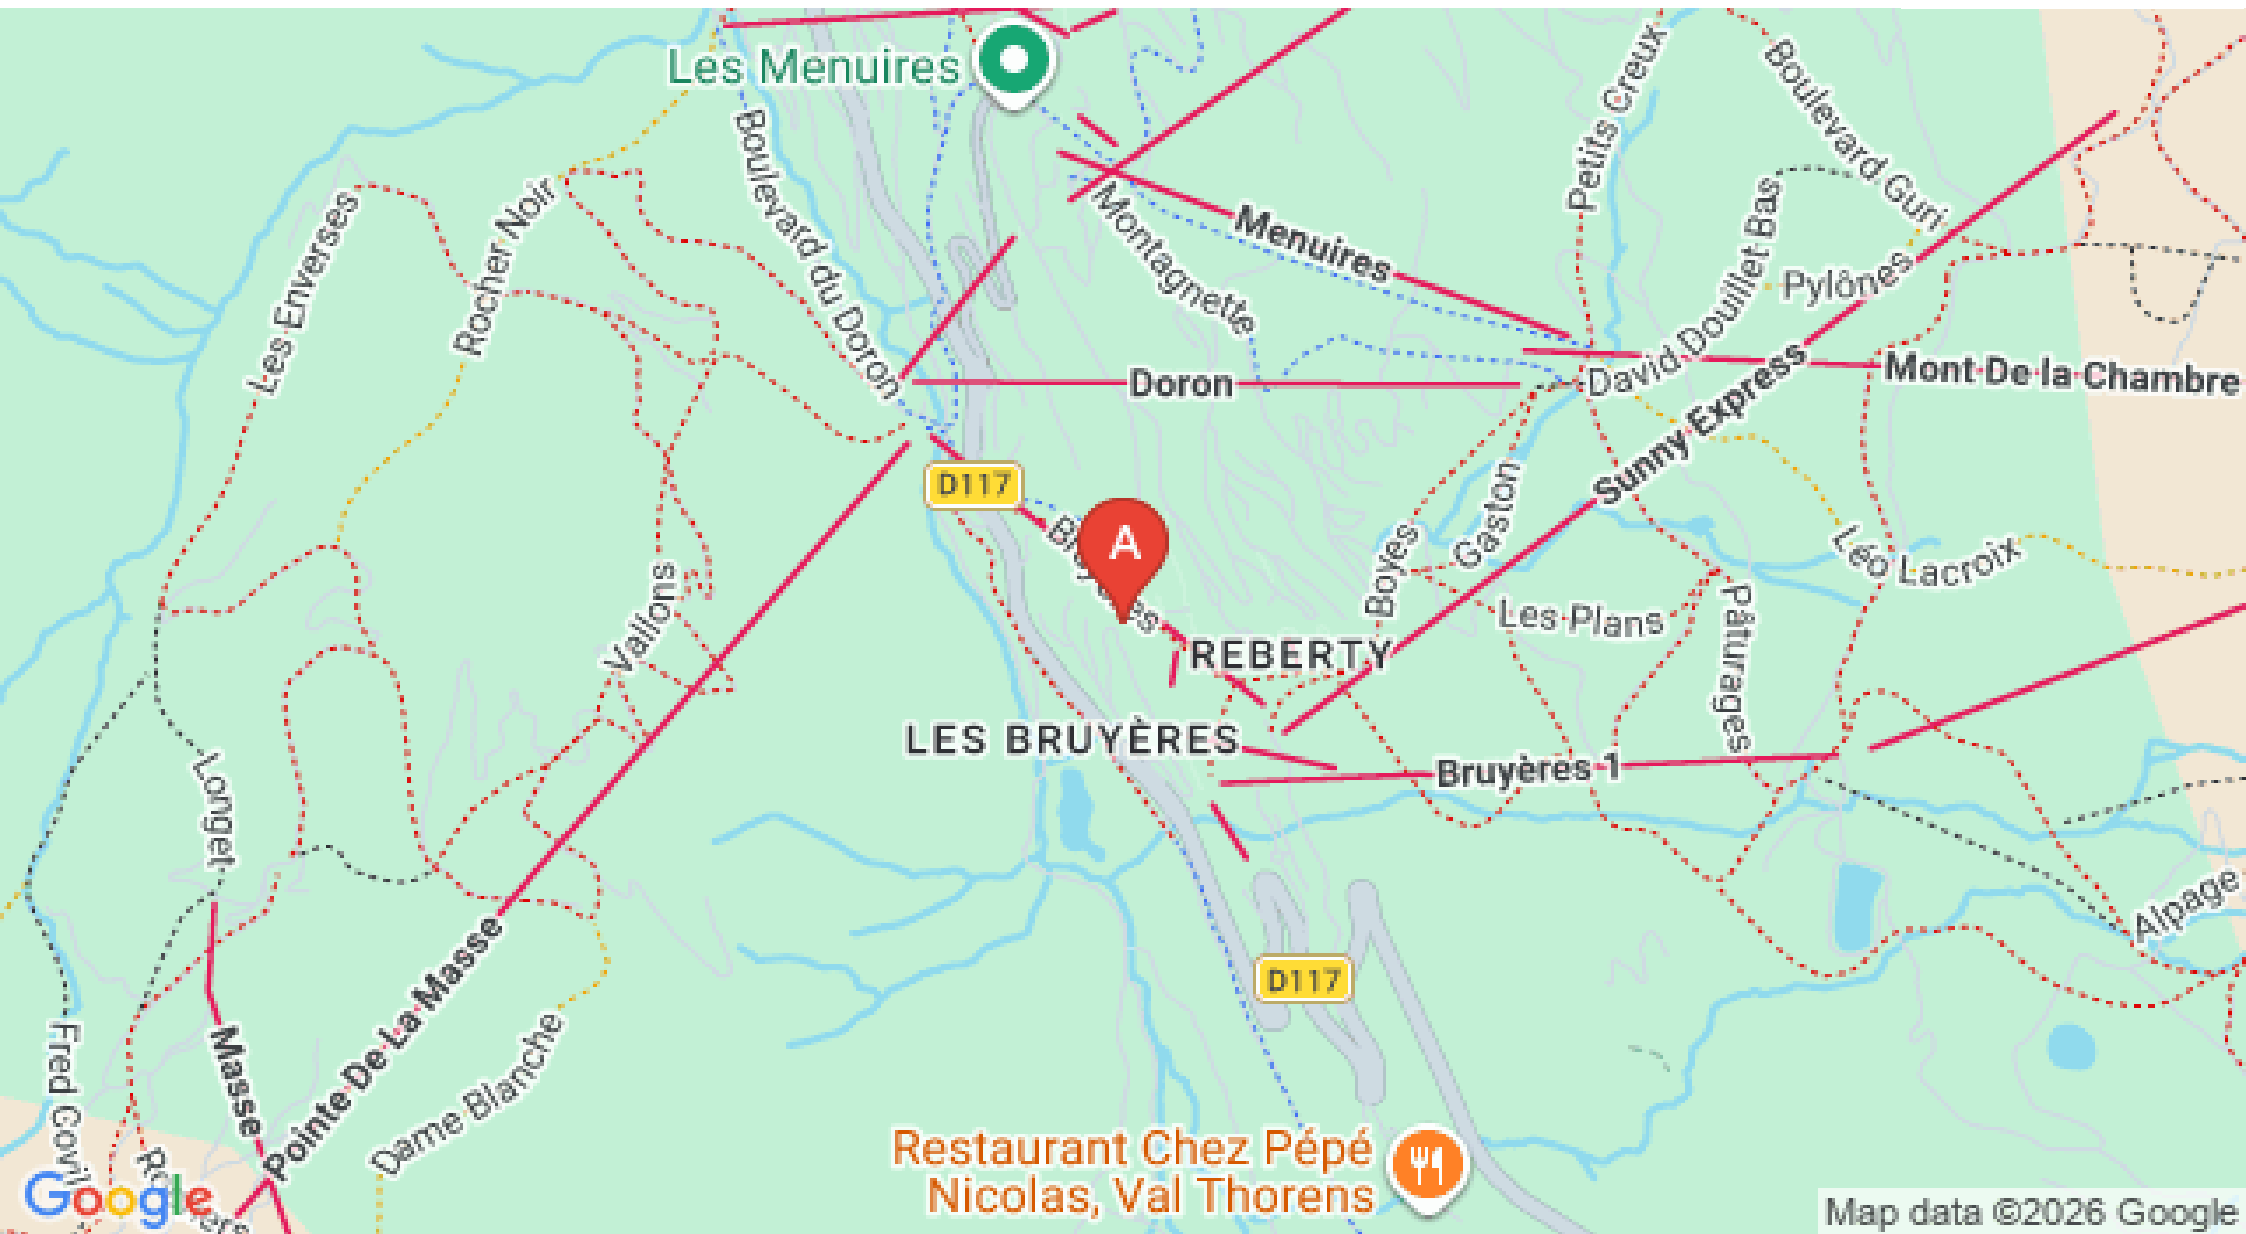 Les Menuires
Petits Creux
Boulevard Guri
Boulevard du Doron
Les Enverses
Rocher Noir
Montagnette
Menuires
David Douillet Bas
Pylônes
Doron
Mont De la Chambre
Sunny Express
D117
A
Gaston
Boyes
Léo Lacroix
Les Plans
Pâturages
Vallons
REBERTY
LES BRUYÈRES
Bruyères 1
Longet
Alpage
D117
Masse
Pointe De La Masse
Fred Covil
Dame Blanche
Restaurant Chez Pépé
Nicolas, Val Thorens
Google
Map data ©2026 Google